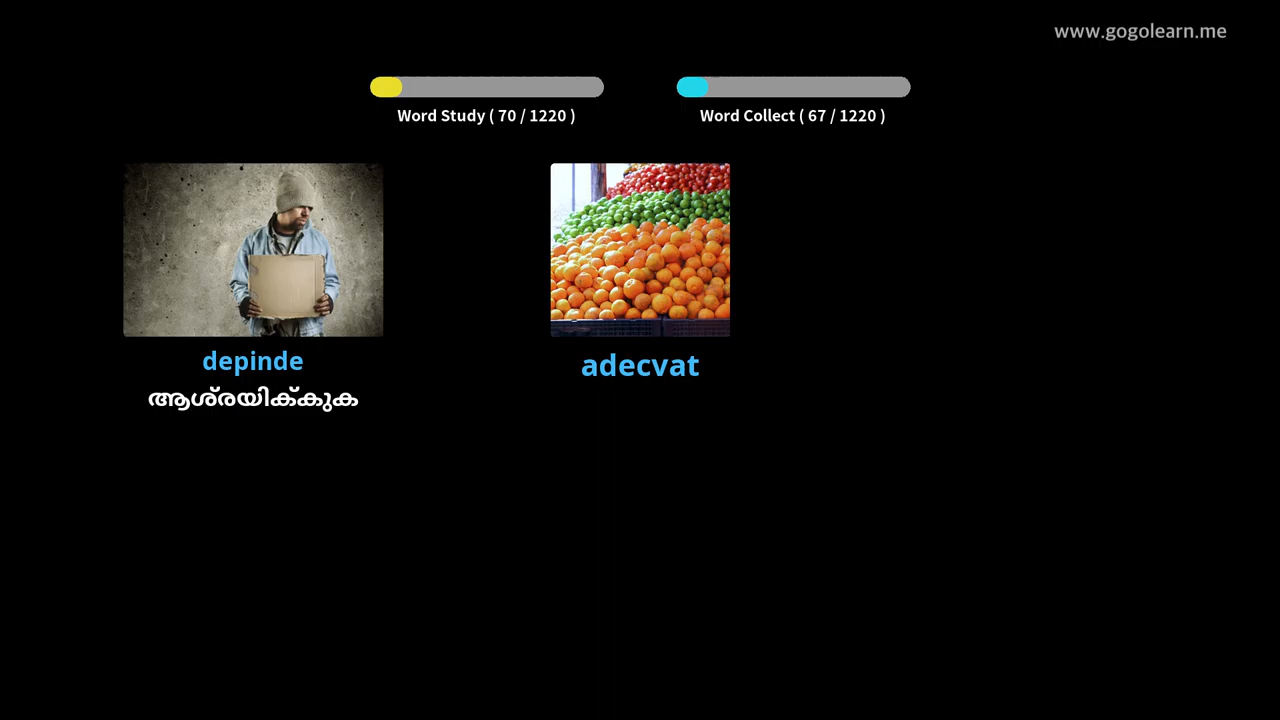 www.gogolearn.me
Word Study ( 70 / 1220 )
Word Collect ( 67 / 1220 )
depinde
ആശ്രയിക്കുക
adecvat